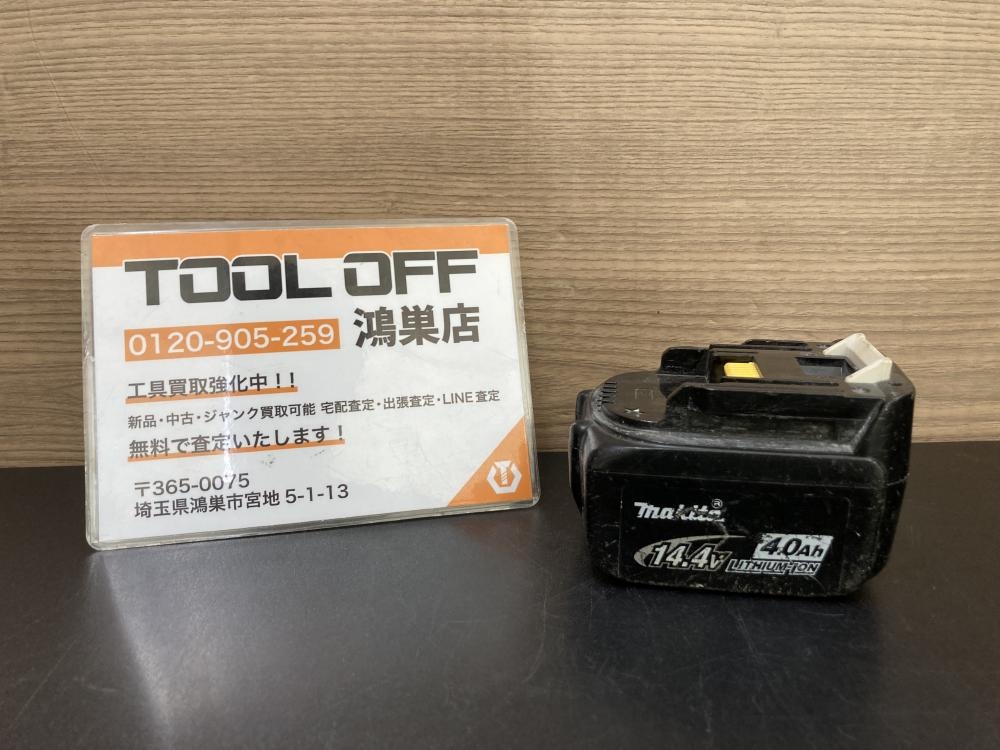 TOOL OFF
0120-905-259 鴻巣店
工具買取強化中!!
新品・中古・ジャンク買取可能 宅配査定・出張査定・LINE査定
無料で査定いたします!
〒365-0075
埼玉県鴻巣市宮地 5-1-13
makita®
14.4V 4.0Ah
LITHIUM-ION